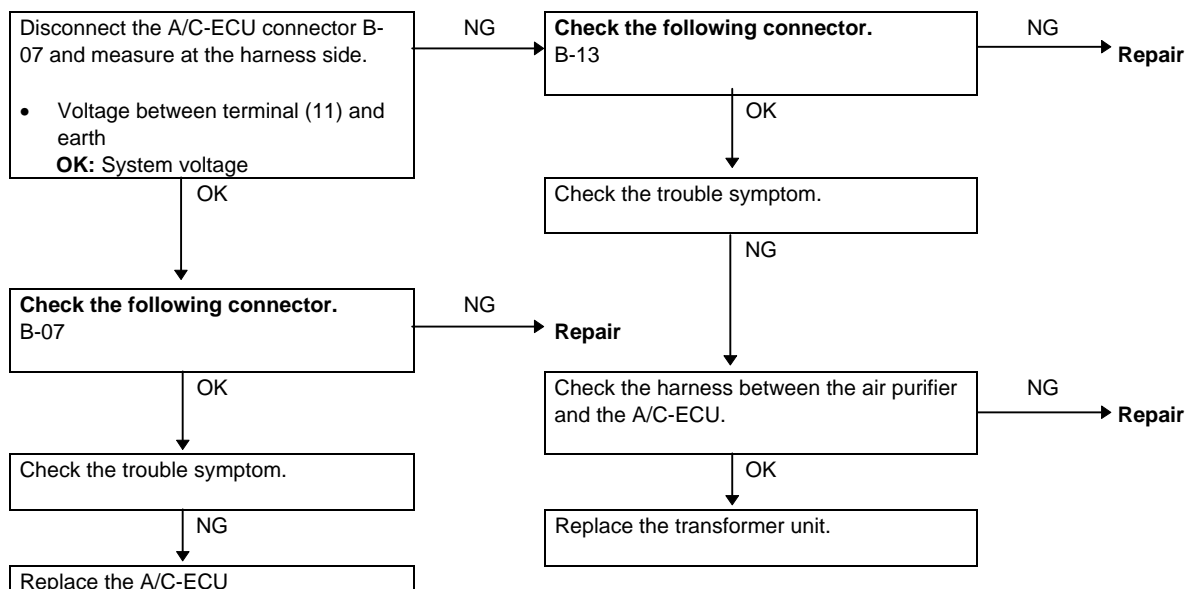 Disconnect the A/C-ECU connector B-
07 and measure at the harness side.
• Voltage between terminal (11) and
earth
OK: System voltage
NG
Check the following connector.
B-13
NG
Repair
OK
OK
Check the trouble symptom.
NG
Check the following connector.
B-07
NG
Repair
OK
Check the harness between the air purifier
and the A/C-ECU.
NG
Repair
Check the trouble symptom.
OK
NG
Replace the transformer unit.
Replace the A/C-ECU